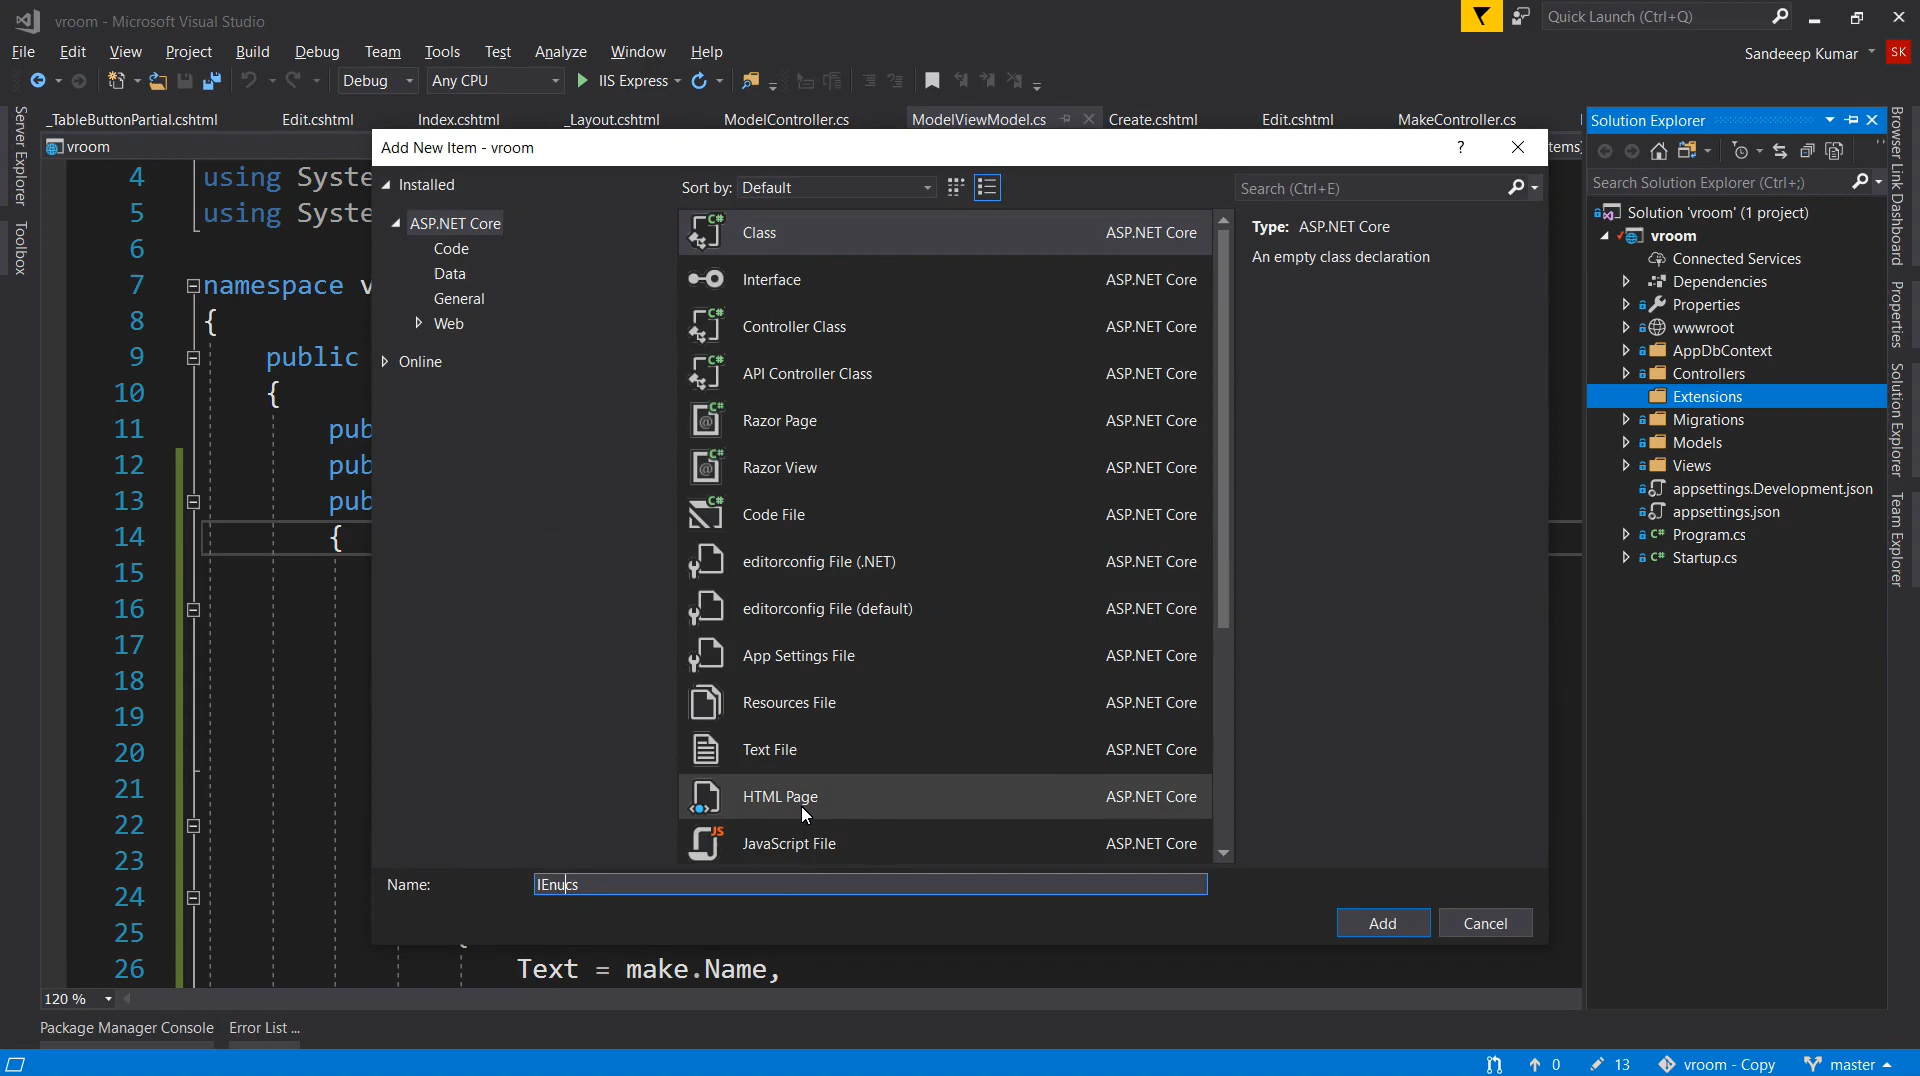 vroom - Microsoft Visual Studio
Quick Launch (Ctrl+Q)
File Edit View Project Build Debug Team Tools Test Analyze Window Help
Sandeeep Kumar SK
Debug Any CPU IIS Express
_TableButtonPartial.cshtml Edit.cshtml Index.cshtml _Layout.cshtml ModelController.cs ModelViewModel.cs Create.cshtml Edit.cshtml MakeController.cs
Server Explorer
Toolbox
vroom
4 using Syste
5 using Syste
6
7 namespace v
8 {
9 public
10 {
11 pub
12 pub
13 pub
14 {
15
16
17
18
19
20
21
22
23
24
25
26 Text = make.Name,
Add New Item - vroom
?
Installed
ASP.NET Core
Code
Data
General
Web
Online
Sort by: Default
Search (Ctrl+E)
Class ASP.NET Core
Interface ASP.NET Core
Controller Class ASP.NET Core
API Controller Class ASP.NET Core
Razor Page ASP.NET Core
Razor View ASP.NET Core
Code File ASP.NET Core
editorconfig File (.NET) ASP.NET Core
editorconfig File (default) ASP.NET Core
App Settings File ASP.NET Core
Resources File ASP.NET Core
Text File ASP.NET Core
HTML Page ASP.NET Core
JavaScript File ASP.NET Core
Type: ASP.NET Core
An empty class declaration
Name: IEnucs
Add Cancel
Solution Explorer
Search Solution Explorer (Ctrl+;)
Solution 'vroom' (1 project)
vroom
Connected Services
Dependencies
Properties
wwwroot
AppDbContext
Controllers
Extensions
Migrations
Models
Views
appsettings.Development.json
appsettings.json
C# Program.cs
C# Startup.cs
Browser Link Dashboard
Properties
Solution Explorer
Team Explorer
120 %
Package Manager Console Error List ...
0 13 vroom - Copy master